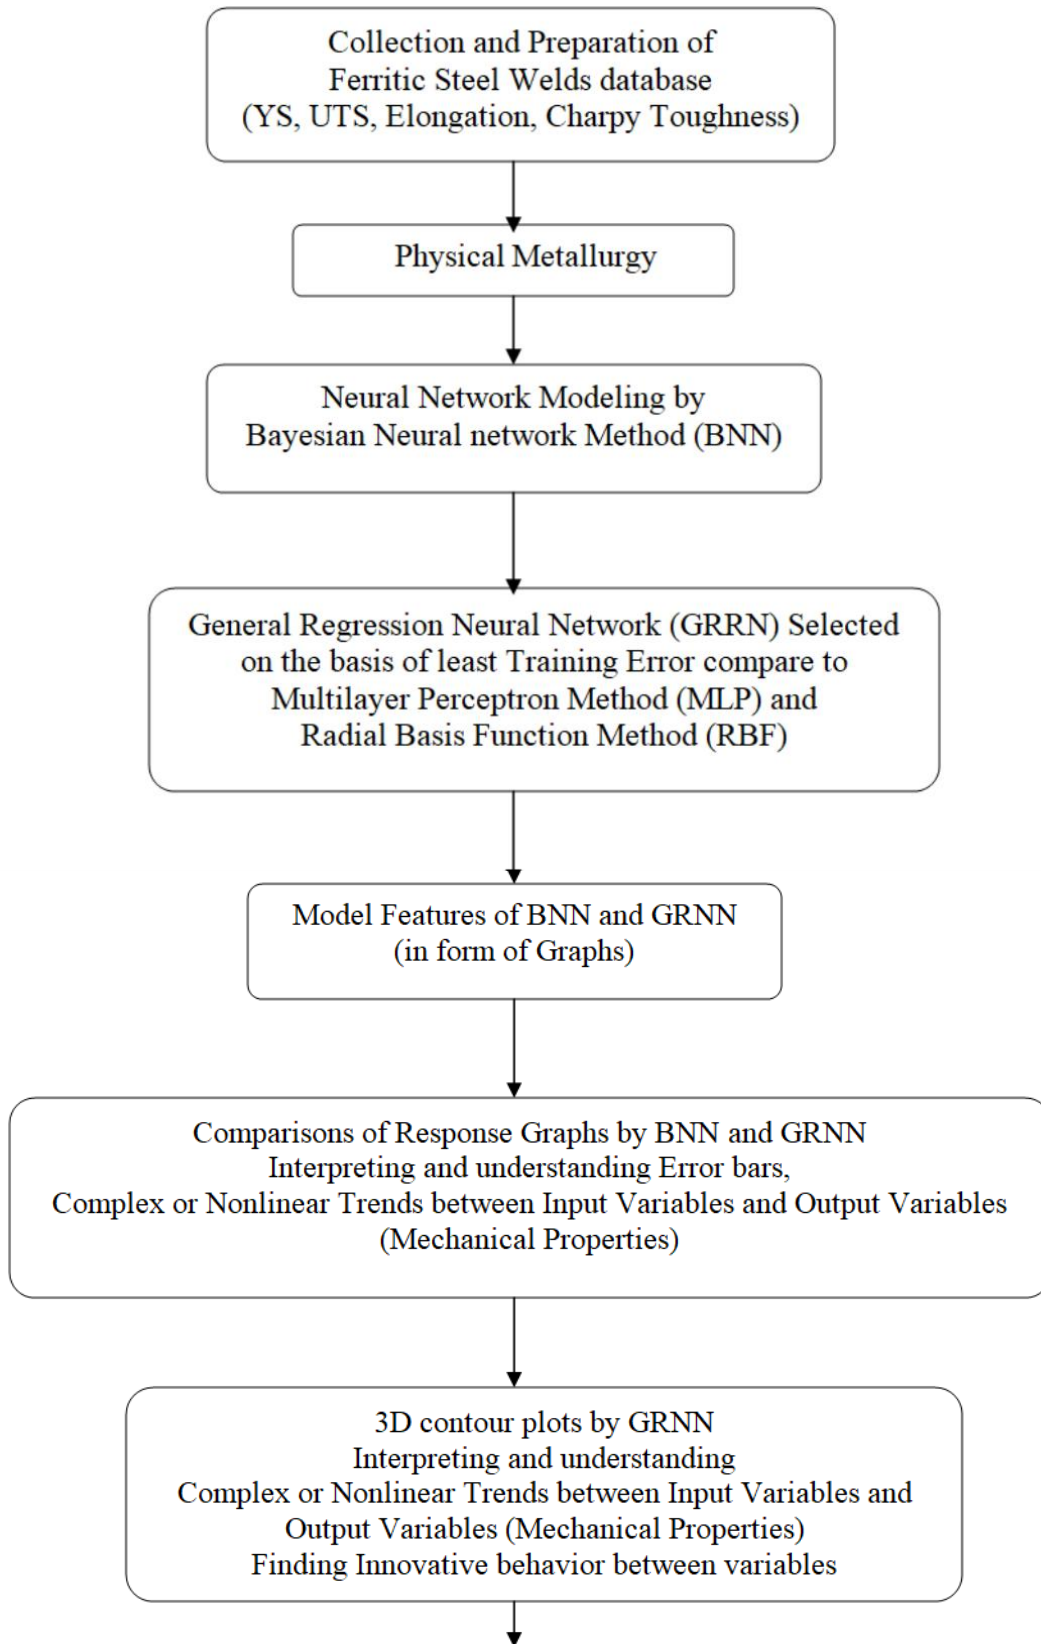 Collection and Preparation of
Ferritic Steel Welds database
(YS, UTS, Elongation, Charpy Toughness)
Physical Metallurgy
Neural Network Modeling by
Bayesian Neural network Method (BNN)
General Regression Neural Network (GRRN) Selected
on the basis of least Training Error compare to
Multilayer Perceptron Method (MLP) and
Radial Basis Function Method (RBF)
Model Features of BNN and GRNN
(in form of Graphs)
Comparisons of Response Graphs by BNN and GRNN
Interpreting and understanding Error bars,
Complex or Nonlinear Trends between Input Variables and Output Variables
(Mechanical Properties)
3D contour plots by GRNN
Interpreting and understanding
Complex or Nonlinear Trends between Input Variables and
Output Variables (Mechanical Properties)
Finding Innovative behavior between variables